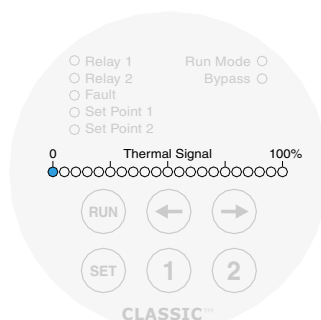 Relay 1 Run Mode
Relay 2 Bypass
Fault
Set Point 1
Set Point 2
0 Thermal Signal 100%
RUN
SET 1 2
CLASSIC™